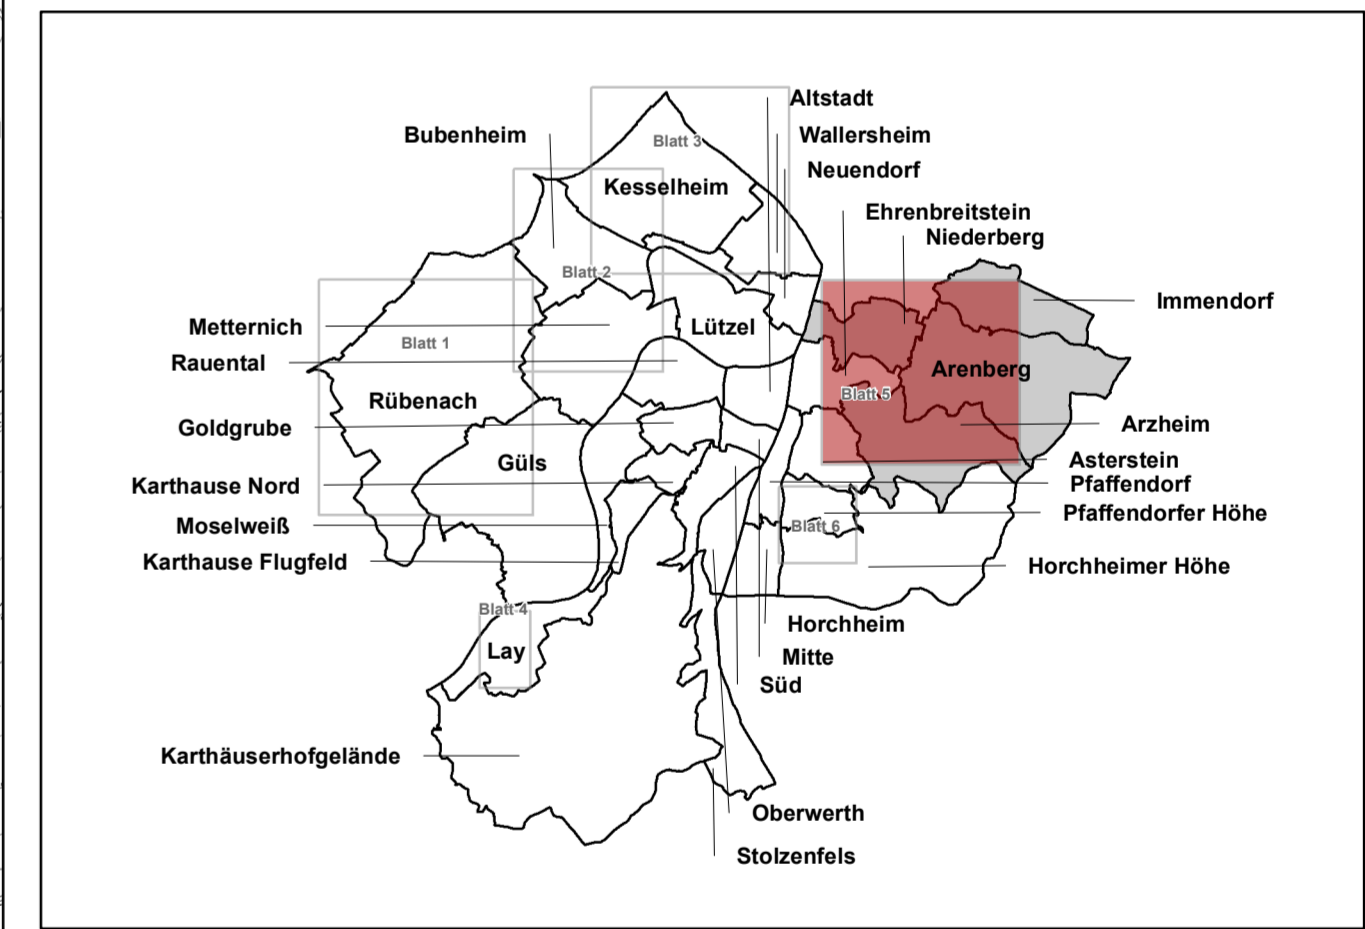 Altstadt
Bubenheim
Wallersheim
Blatt 3
Neuendorf
Kesselheim
Ehrenbreitstein
Niederberg
Blatt 2
Immendorf
Metternich
Lützel
Blatt 1
Rauental
Arenberg
Blatt 5
Rübenach
Goldgrube
Arzheim
Güls
Asterstein
Karthause Nord
Pfaffendorf
Pfaffendorfer Höhe
Moselweiß
Blatt 6
Karthause Flugfeld
Horchheimer Höhe
Blatt 4
Horchheim
Lay
Mitte
Süd
Karthäuserhofgelände
Oberwerth
Stolzenfels